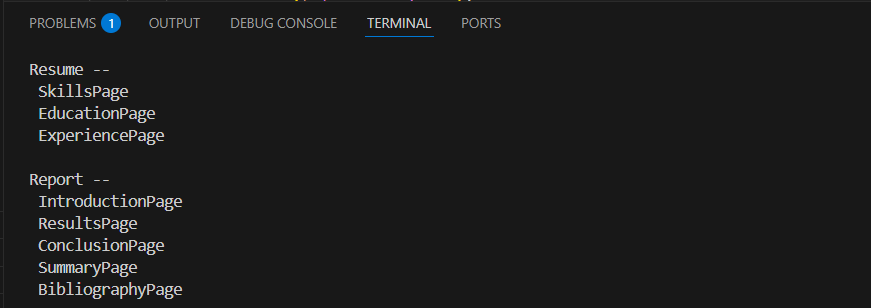 PROBLEMS 1 OUTPUT DEBUG CONSOLE TERMINAL PORTS
Resume --
SkillsPage
EducationPage
ExperiencePage
Report --
IntroductionPage
ResultsPage
ConclusionPage
SummaryPage
BibliographyPage